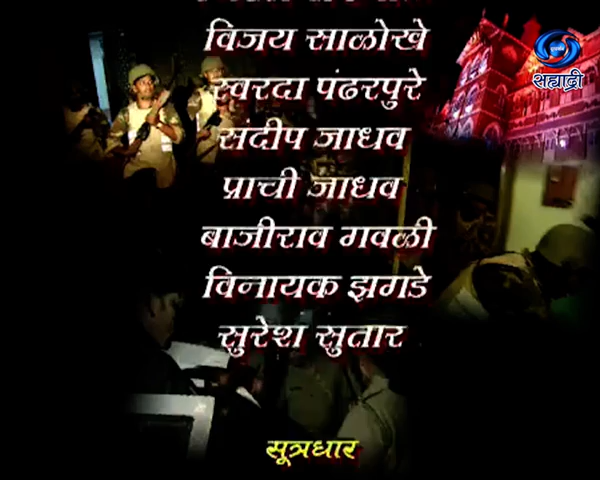 विजय साळोखे
सह्याद्री
स्वरदा पंढरपुरे
संदीप जाधव
प्राची जाधव
बाजीराव गवळी
विनायक झगडे
सुरेश सुतार
सूत्रधार